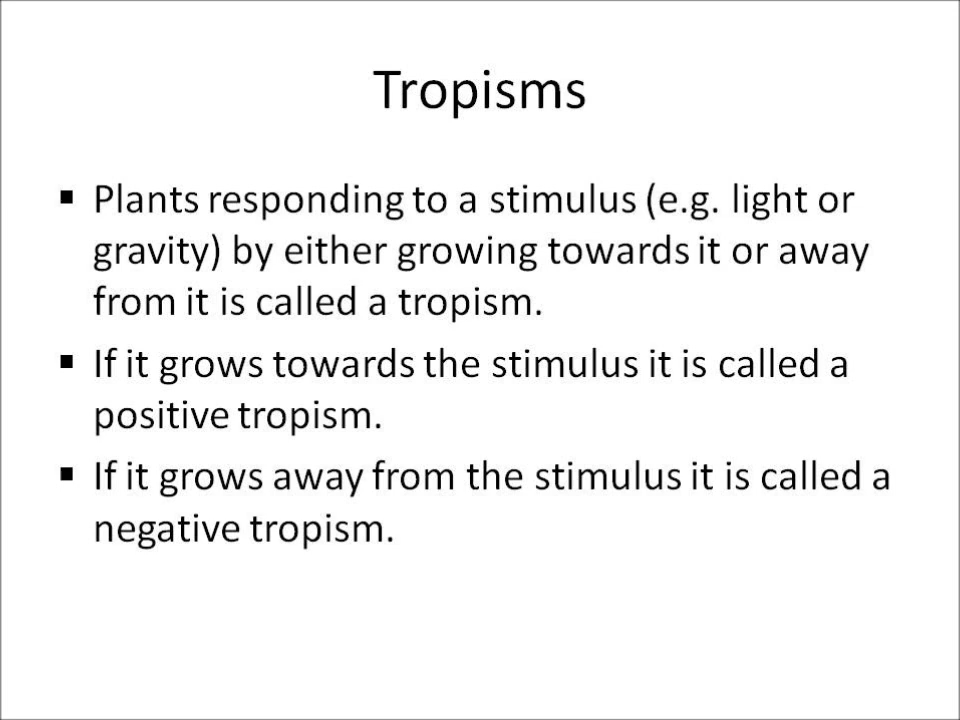 Tropisms
▪ Plants responding to a stimulus (e.g. light or
gravity) by either growing towards it or away
from it is called a tropism.
▪ If it grows towards the stimulus it is called a
positive tropism.
▪ If it grows away from the stimulus it is called a
negative tropism.